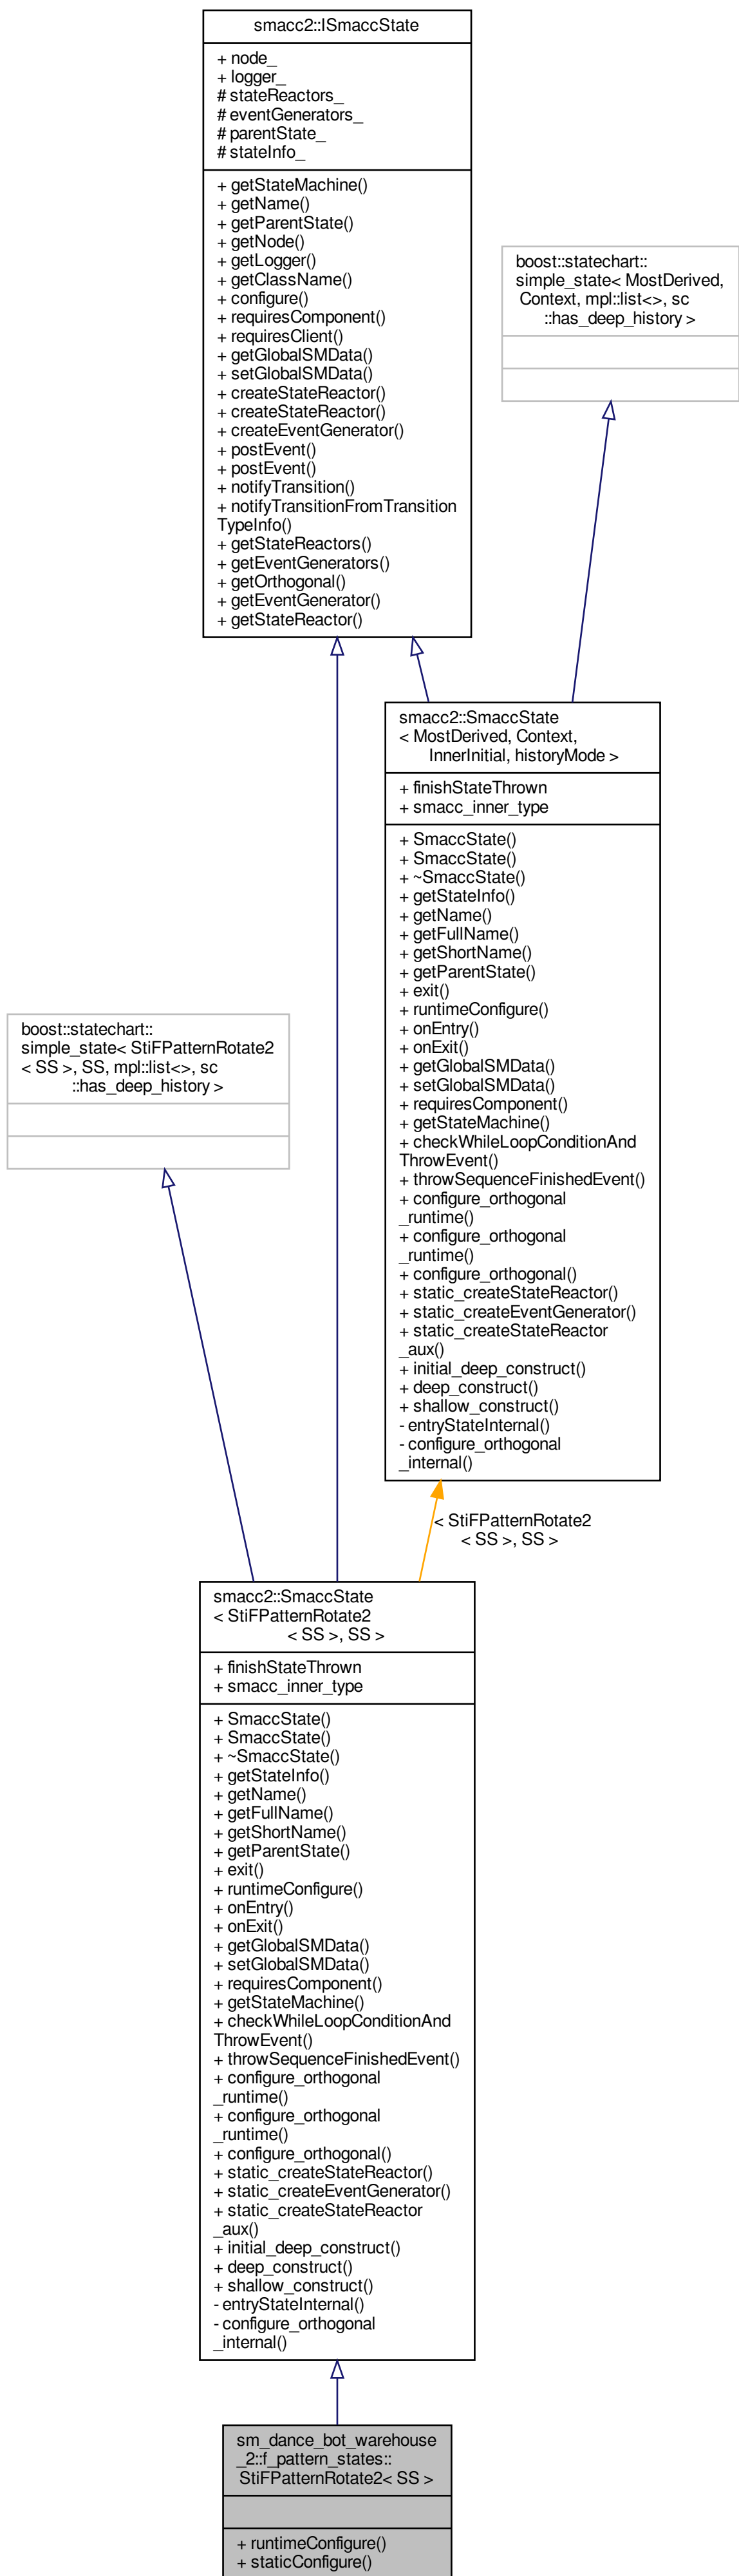 smacc2::ISmaccState
+ node_
+ logger_
# stateReactors_
# eventGenerators_
# parentState_
# stateInfo_
+ getStateMachine()
+ getName()
+ getParentState()
+ getNode()
+ getLogger()
+ getClassName()
+ configure()
+ requiresComponent()
+ requiresClient()
+ getGlobalSMData()
+ setGlobalSMData()
+ createStateReactor()
+ createStateReactor()
+ createEventGenerator()
+ postEvent()
+ postEvent()
+ notifyTransition()
+ notifyTransitionFromTransition
TypeInfo()
+ getStateReactors()
+ getEventGenerators()
+ getOrthogonal()
+ getEventGenerator()
+ getStateReactor()
boost::statechart::
simple_state< MostDerived,
Context, mpl::list<>, sc
::has_deep_history >
smacc2::SmaccState
< MostDerived, Context,
InnerInitial, historyMode >
+ finishStateThrown
+ smacc_inner_type
+ SmaccState()
+ SmaccState()
+ ~SmaccState()
+ getStateInfo()
+ getName()
+ getFullName()
+ getShortName()
+ getParentState()
+ exit()
+ runtimeConfigure()
+ onEntry()
+ onExit()
+ getGlobalSMData()
+ setGlobalSMData()
+ requiresComponent()
+ getStateMachine()
+ checkWhileLoopConditionAnd
ThrowEvent()
+ throwSequenceFinishedEvent()
+ configure_orthogonal
_runtime()
+ configure_orthogonal
_runtime()
+ configure_orthogonal()
+ static_createStateReactor()
+ static_createEventGenerator()
+ static_createStateReactor
_aux()
+ initial_deep_construct()
+ deep_construct()
+ shallow_construct()
- entryStateInternal()
- configure_orthogonal
_internal()
boost::statechart::
simple_state< StiFPatternRotate2
< SS >, SS, mpl::list<>, sc
::has_deep_history >
< StiFPatternRotate2
< SS >, SS >
smacc2::SmaccState
< StiFPatternRotate2
< SS >, SS >
+ finishStateThrown
+ smacc_inner_type
+ SmaccState()
+ SmaccState()
+ ~SmaccState()
+ getStateInfo()
+ getName()
+ getFullName()
+ getShortName()
+ getParentState()
+ exit()
+ runtimeConfigure()
+ onEntry()
+ onExit()
+ getGlobalSMData()
+ setGlobalSMData()
+ requiresComponent()
+ getStateMachine()
+ checkWhileLoopConditionAnd
ThrowEvent()
+ throwSequenceFinishedEvent()
+ configure_orthogonal
_runtime()
+ configure_orthogonal
_runtime()
+ configure_orthogonal()
+ static_createStateReactor()
+ static_createEventGenerator()
+ static_createStateReactor
_aux()
+ initial_deep_construct()
+ deep_construct()
+ shallow_construct()
- entryStateInternal()
- configure_orthogonal
_internal()
sm_dance_bot_warehouse
_2::f_pattern_states::
StiFPatternRotate2< SS >
+ runtimeConfigure()
+ staticConfigure()